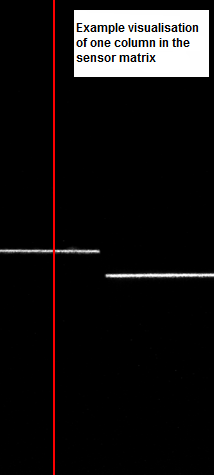 Example visualisation
of one column in the
sensor matrix